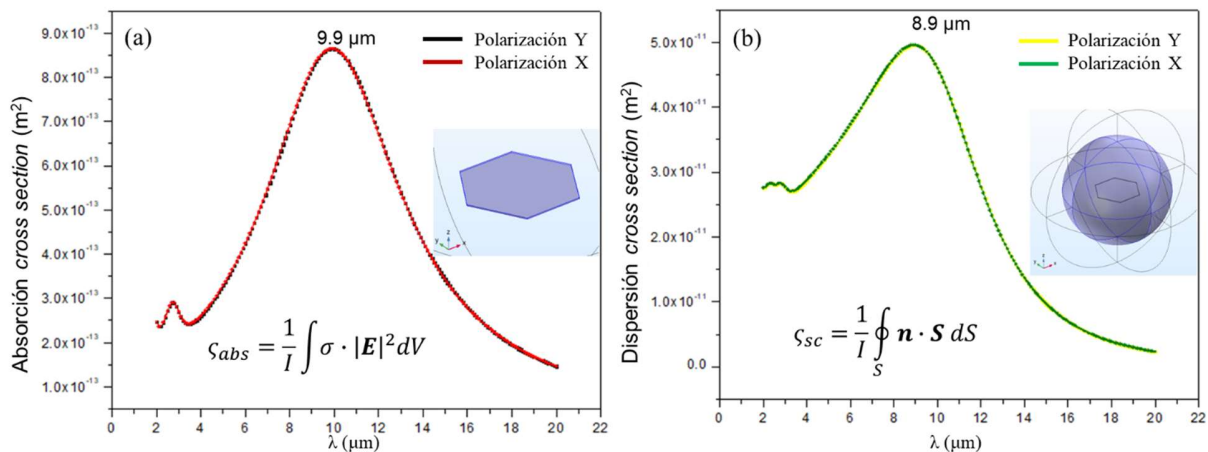 (a)
9.9 µm
Polarización Y
Polarización X
Absorción cross section (m²)
9.0x10⁻¹³
8.0x10⁻¹³
7.0x10⁻¹³
6.0x10⁻¹³
5.0x10⁻¹³
4.0x10⁻¹³
3.0x10⁻¹³
2.0x10⁻¹³
1.0x10⁻¹³
y z x
ς_abs = 1/I ∫ σ · |E|² dV
0 2 4 6 8 10 12 14 16 18 20 22
λ (µm)
(b)
8.9 µm
Polarización Y
Polarización X
Dispersión cross section (m²)
5.0x10⁻¹¹
4.0x10⁻¹¹
3.0x10⁻¹¹
2.0x10⁻¹¹
1.0x10⁻¹¹
0.0
y z x
ς_sc = 1/I ∮_S n · S dS
0 2 4 6 8 10 12 14 16 18 20 22
λ (µm)